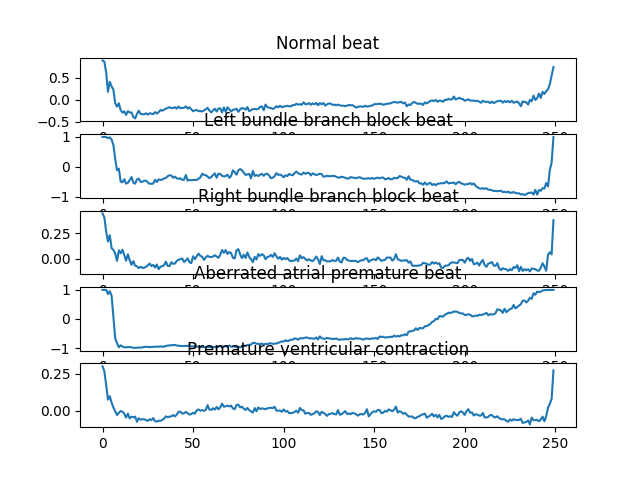 Normal beat
0.5
0.0
−0.5
Left bundle branch block beat
1
0
−1
Right bundle branch block beat
0.25
0.00
Aberrated atrial premature beat
1
0
−1
Premature ventricular contraction
0.25
0.00
0 50 100 150 200 250